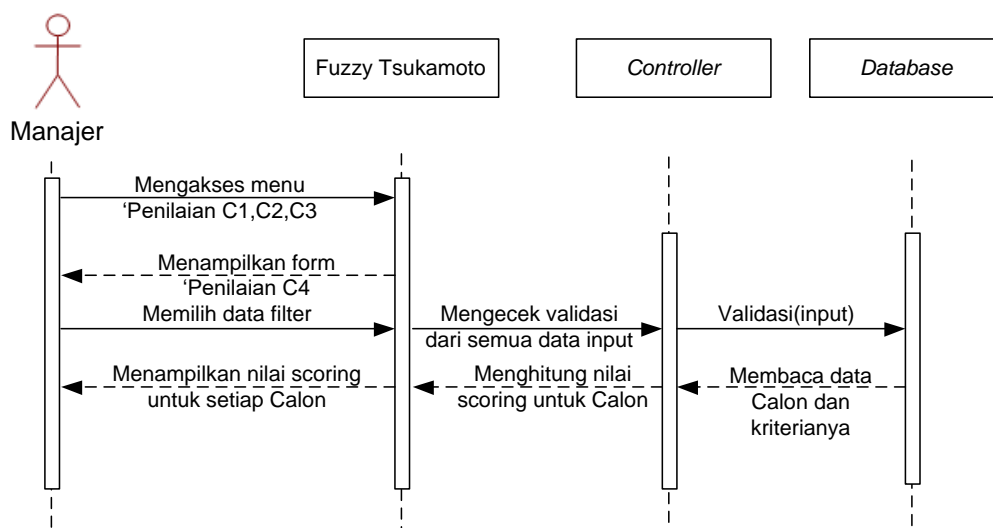 Fuzzy Tsukamoto
Controller
Database
Manajer
Mengakses menu
‘Penilaian C1,C2,C3
Menampilkan form
‘Penilaian C4
Memilih data filter
Mengecek validasi
dari semua data input
Validasi(input)
Menampilkan nilai scoring
untuk setiap Calon
Menghitung nilai
scoring untuk Calon
Membaca data
Calon dan
kriterianya